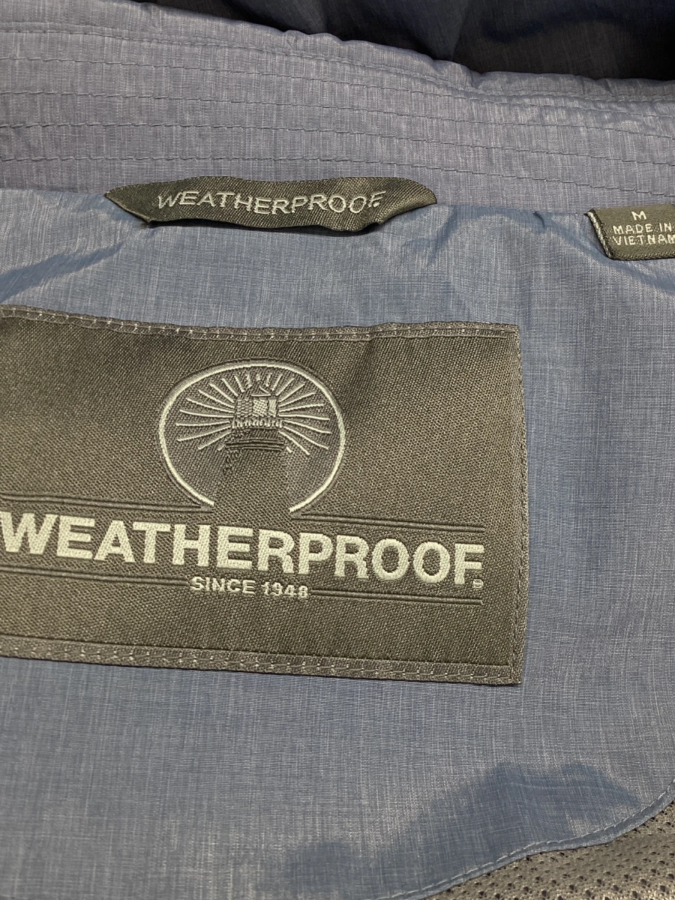 WEATHERPROOF
M
MADE IN
VIETNAM
WEATHERPROOF®
SINCE 1948